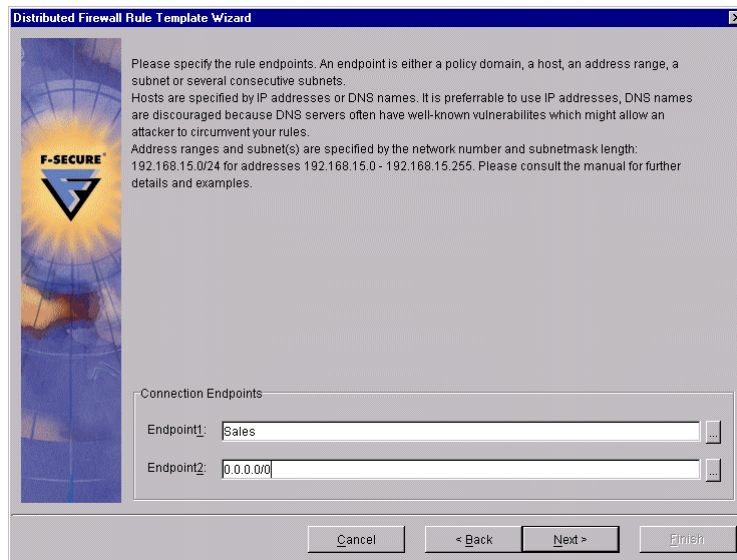 Distributed Firewall Rule Template Wizard
Please specify the rule endpoints. An endpoint is either a policy domain, a host, an address range, a
subnet or several consecutive subnets.
Hosts are specified by IP addresses or DNS names. It is preferrable to use IP addresses, DNS names
are discouraged because DNS servers often have well-known vulnerabilites which might allow an
attacker to circumvent your rules.
Address ranges and subnet(s) are specified by the network number and subnetmask length:
192.168.15.0/24 for addresses 192.168.15.0 - 192.168.15.255. Please consult the manual for further
details and examples.
F-SECURE®
Connection Endpoints
Endpoint1: Sales ...
Endpoint2: 0.0.0.0/0 ...
Cancel < Back Next > Finish